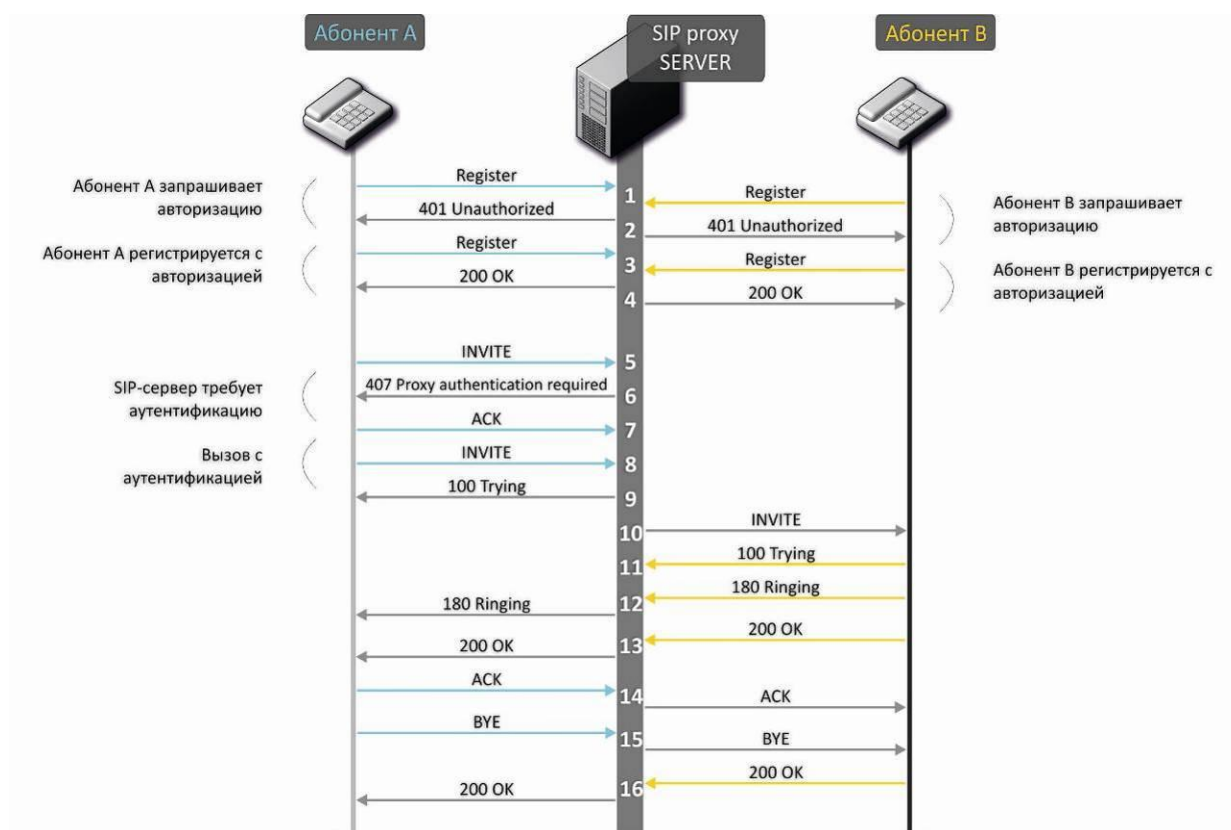 Абонент А
SIP proxy
SERVER
Абонент В
Абонент А запрашивает
авторизацию
Register
1
Register
Абонент В запрашивает
авторизацию
401 Unauthorized
2
401 Unauthorized
Абонент А регистрируется с
авторизацией
Register
3
Register
Абонент В регистрируется с
авторизацией
200 OK
4
200 OK
INVITE
5
SIP-сервер требует
аутентификацию
407 Proxy authentication required
6
ACK
7
Вызов с
аутентификацией
INVITE
8
100 Trying
9
INVITE
10
100 Trying
11
180 Ringing
12
180 Ringing
200 OK
13
200 OK
ACK
14
ACK
BYE
15
BYE
200 OK
16
200 OK